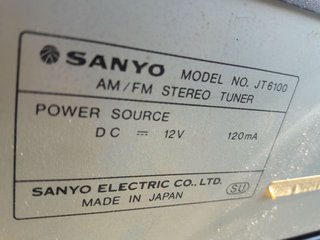 SANYO MODEL NO. JT6100
AM/FM STEREO TUNER
POWER SOURCE
DC ⎓ 12V 120mA
SANYO ELECTRIC CO., LTD.
MADE IN JAPAN SU